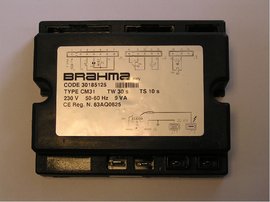 BRAHMA
CODE 30185125
TYPE CM31 TW 30 s TS 10 s
230 V 50-60 Hz 9 VA
CE Reg. N. 63AQ0625